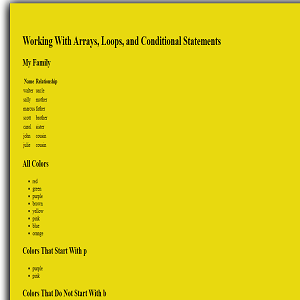 Working With Arrays, Loops, and Conditional Statements
My Family
Name Relationship
walter uncle
sally mother
marcus father
scott brother
carol sister
john cousin
julie cousin
All Colors
red
green
purple
brown
yellow
pink
blue
orange
Colors That Start With p
purple
pink
Colors That Do Not Start With b